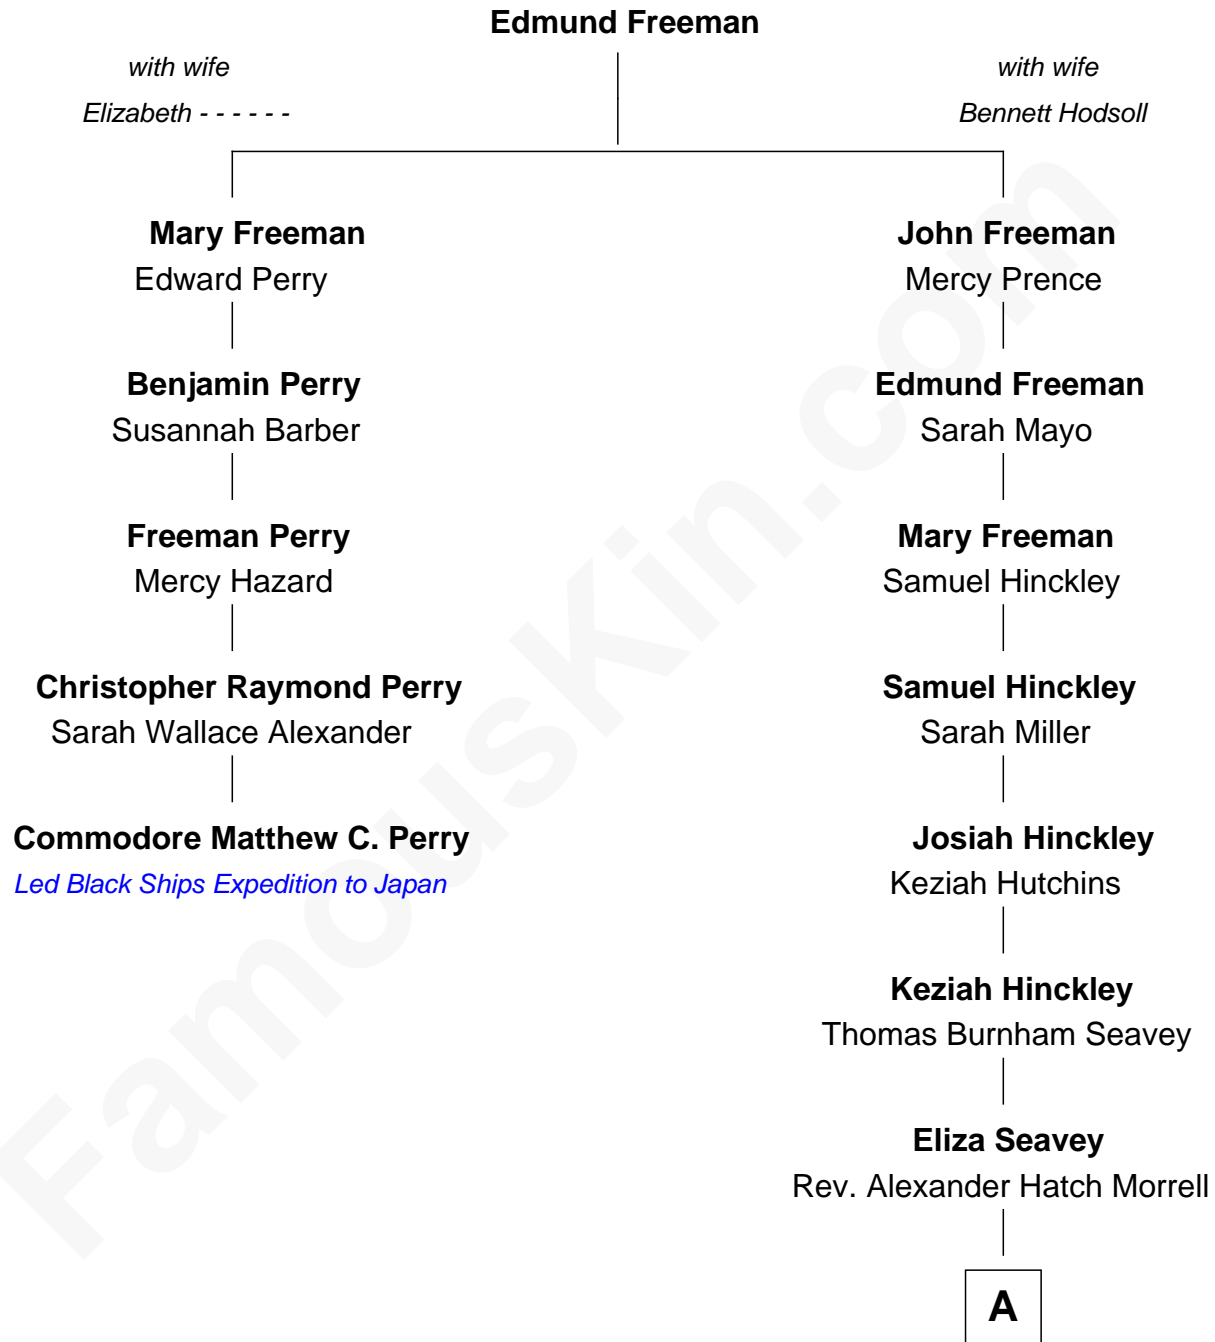 Edmund Freeman
with wife
Elizabeth - - - - - -
with wife
Bennett Hodsoll
Mary Freeman
Edward Perry
Benjamin Perry
Susannah Barber
Freeman Perry
Mercy Hazard
Christopher Raymond Perry
Sarah Wallace Alexander
Commodore Matthew C. Perry
Led Black Ships Expedition to Japan
John Freeman
Mercy Prence
Edmund Freeman
Sarah Mayo
Mary Freeman
Samuel Hinckley
Samuel Hinckley
Sarah Miller
Josiah Hinckley
Keziah Hutchins
Keziah Hinckley
Thomas Burnham Seavey
Eliza Seavey
Rev. Alexander Hatch Morrell
A
FamousKin.com